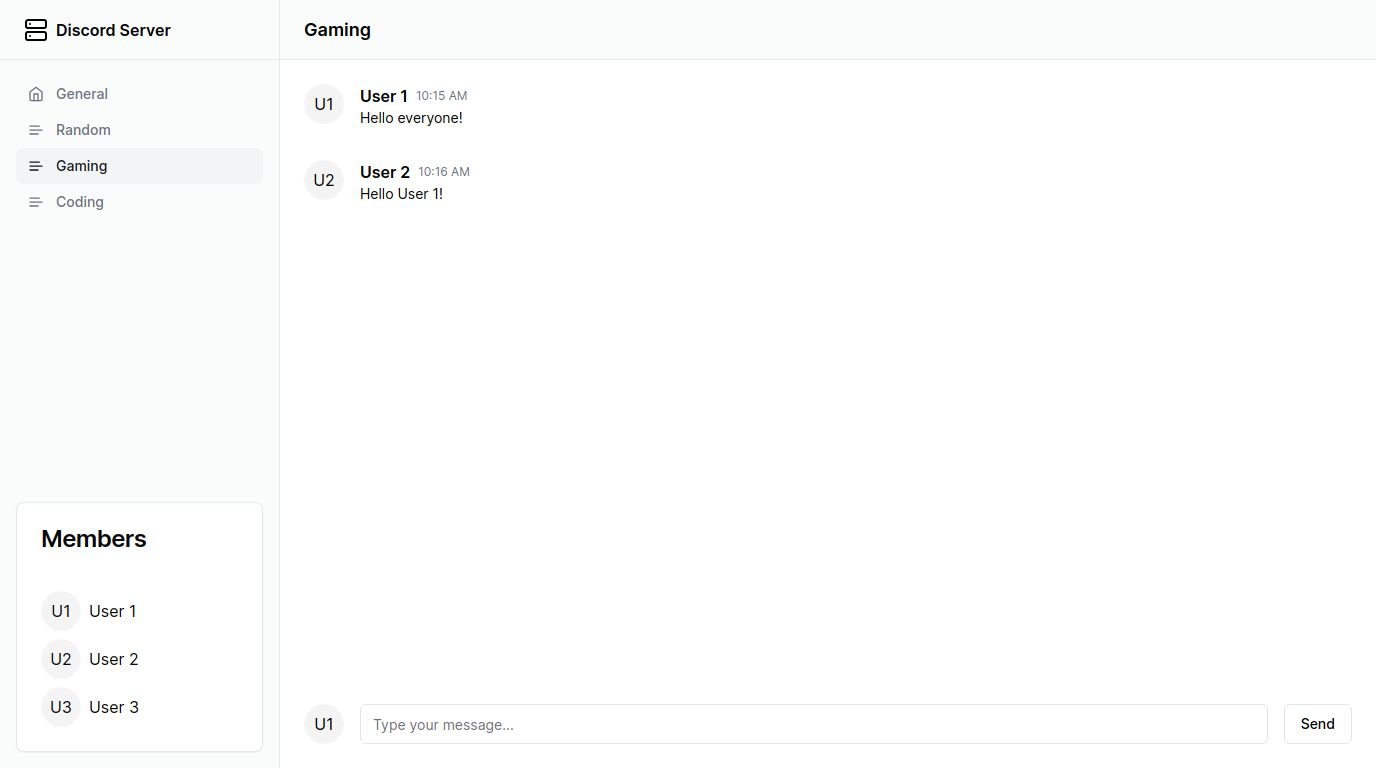 Discord Server
General
Random
Gaming
Coding
Members
U1 User 1
U2 User 2
U3 User 3
Gaming
U1
User 1 10:15 AM
Hello everyone!
U2
User 2 10:16 AM
Hello User 1!
U1
Type your message...
Send